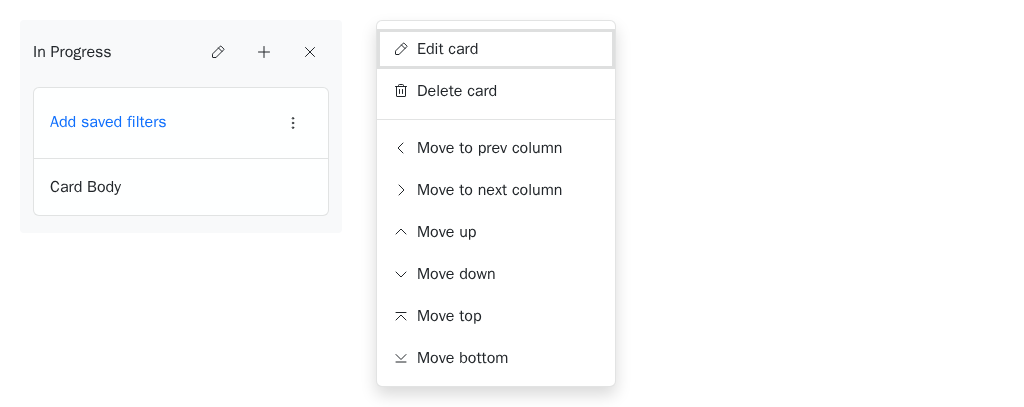 In Progress
Add saved filters
Card Body
Edit card
Delete card
Move to prev column
Move to next column
Move up
Move down
Move top
Move bottom